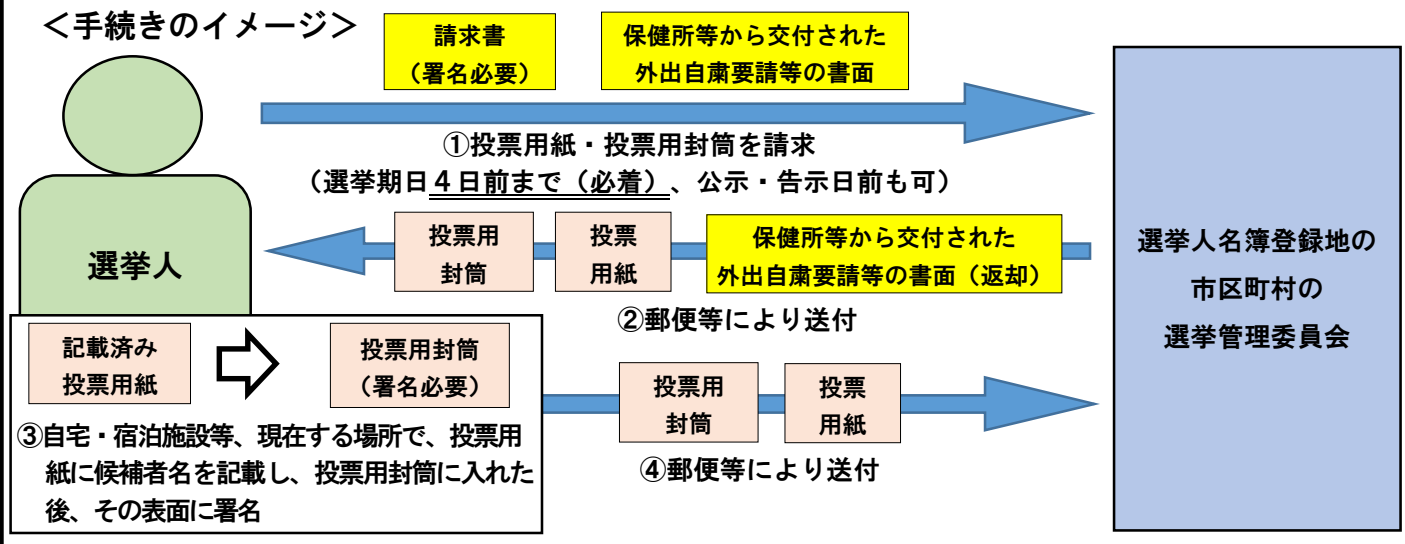 ＜手続きのイメージ＞
請求書
（署名必要）
保健所等から交付された
外出自粛要請等の書面
①投票用紙・投票用封筒を請求
（選挙期日４日前まで（必着）、公示・告示日前も可）
選挙人
投票用
封筒
投票
用紙
保健所等から交付された
外出自粛要請等の書面（返却）
②郵便等により送付
選挙人名簿登録地の
市区町村の
選挙管理委員会
記載済み
投票用紙
投票用封筒
（署名必要）
③自宅・宿泊施設等、現在する場所で、投票用
紙に候補者名を記載し、投票用封筒に入れた
後、その表面に署名
投票用
封筒
投票
用紙
④郵便等により送付